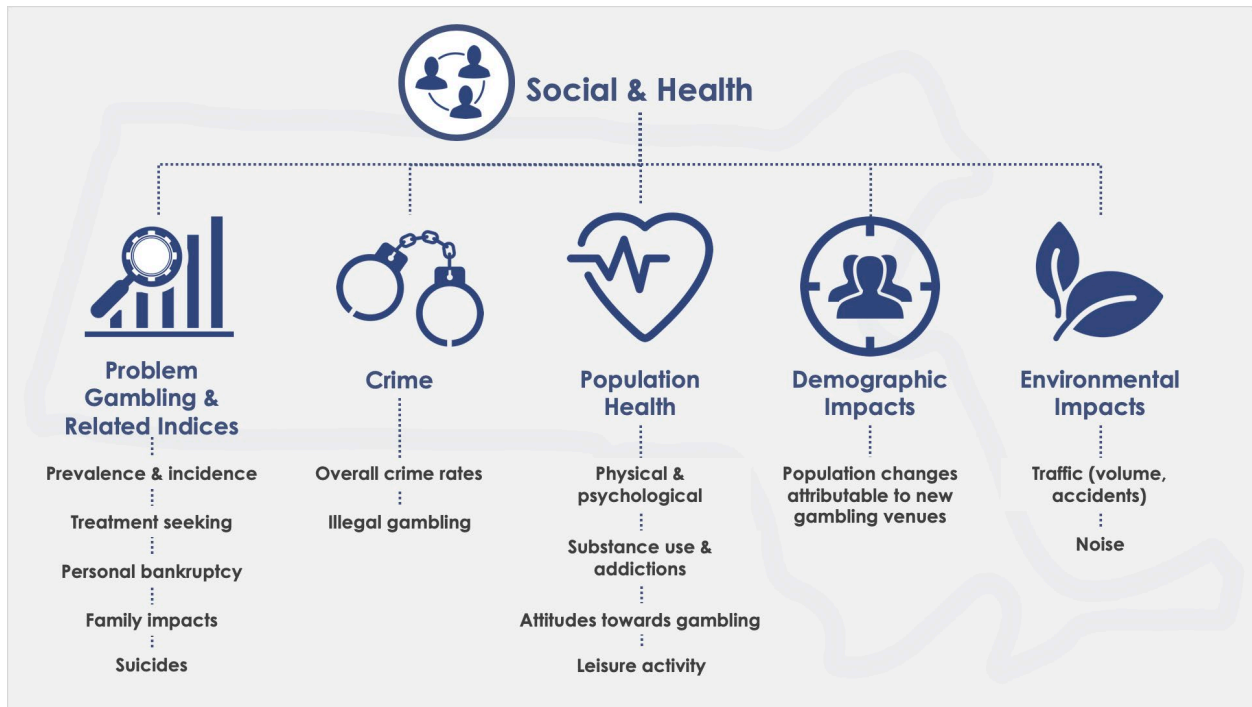 Social & Health
Problem
Gambling &
Related Indices
Prevalence & incidence
Treatment seeking
Personal bankruptcy
Family impacts
Suicides
Crime
Overall crime rates
Illegal gambling
Population
Health
Physical &
psychological
Substance use &
addictions
Attitudes towards gambling
Leisure activity
Demographic
Impacts
Population changes
attributable to new
gambling venues
Environmental
Impacts
Traffic (volume,
accidents)
Noise